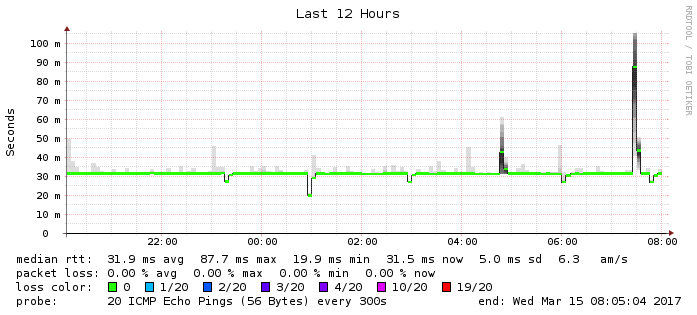 Last 12 Hours
RRDTOOL / TOBI OETIKER
Seconds
100 m
90 m
80 m
70 m
60 m
50 m
40 m
30 m
20 m
10 m
0
22:00 00:00 02:00 04:00 06:00 08:00
median rtt: 31.9 ms avg 87.7 ms max 19.9 ms min 31.5 ms now 5.0 ms sd 6.3 am/s
packet loss: 0.00 % avg 0.00 % max 0.00 % min 0.00 % now
loss color: 0 1/20 2/20 3/20 4/20 10/20 19/20
probe: 20 ICMP Echo Pings (56 Bytes) every 300s end: Wed Mar 15 08:05:04 2017